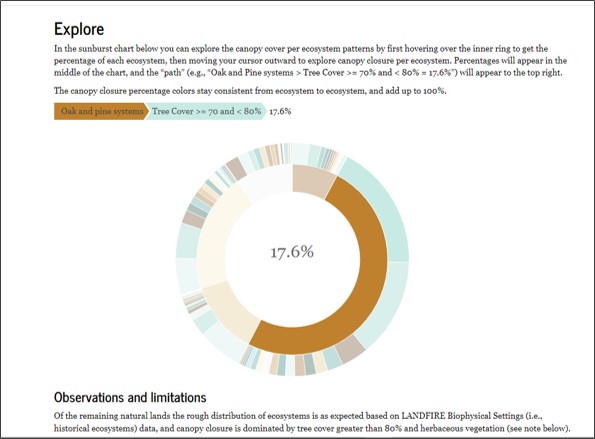 Explore
In the sunburst chart below you can explore the canopy cover per ecosystem patterns by first hovering over the inner ring to get the
percentage of each ecosystem, then moving your cursor outward to explore canopy closure per ecosystem. Percentages will appear in the
middle of the chart, and the “path” (e.g., “Oak and Pine systems > Tree Cover >= 70% and < 80% = 17.6%”) will appear to the top right.
The canopy closure percentage colors stay consistent from ecosystem to ecosystem, and add up to 100%.
Oak and pine systems Tree Cover >= 70 and < 80% 17.6%
17.6%
Observations and limitations
Of the remaining natural lands the rough distribution of ecosystems is as expected based on LANDFIRE Biophysical Settings (i.e.,
historical ecosystems) data, and canopy closure is dominated by tree cover greater than 80% and herbaceous vegetation (see note below).